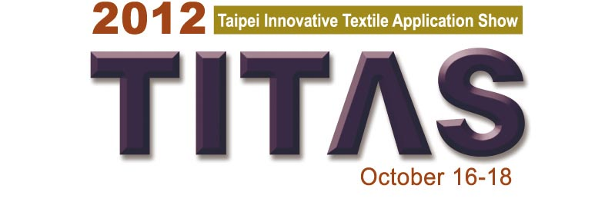 2012 Taipei Innovative Textile Application Show
TITAS
October 16-18